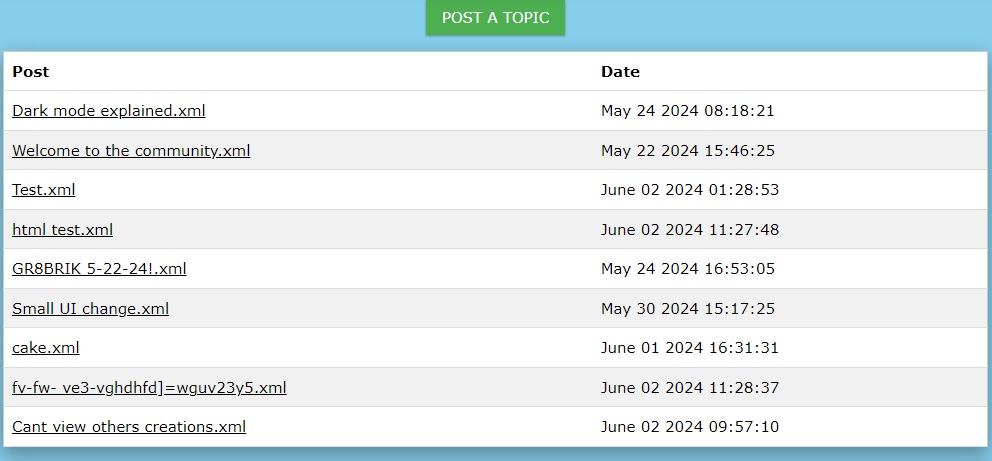 POST A TOPIC
Post Date
Dark mode explained.xml May 24 2024 08:18:21
Welcome to the community.xml May 22 2024 15:46:25
Test.xml June 02 2024 01:28:53
html test.xml June 02 2024 11:27:48
GR8BRIK 5-22-24!.xml May 24 2024 16:53:05
Small UI change.xml May 30 2024 15:17:25
cake.xml June 01 2024 16:31:31
fv-fw- ve3-vghdhfd]=wguv23y5.xml June 02 2024 11:28:37
Cant view others creations.xml June 02 2024 09:57:10